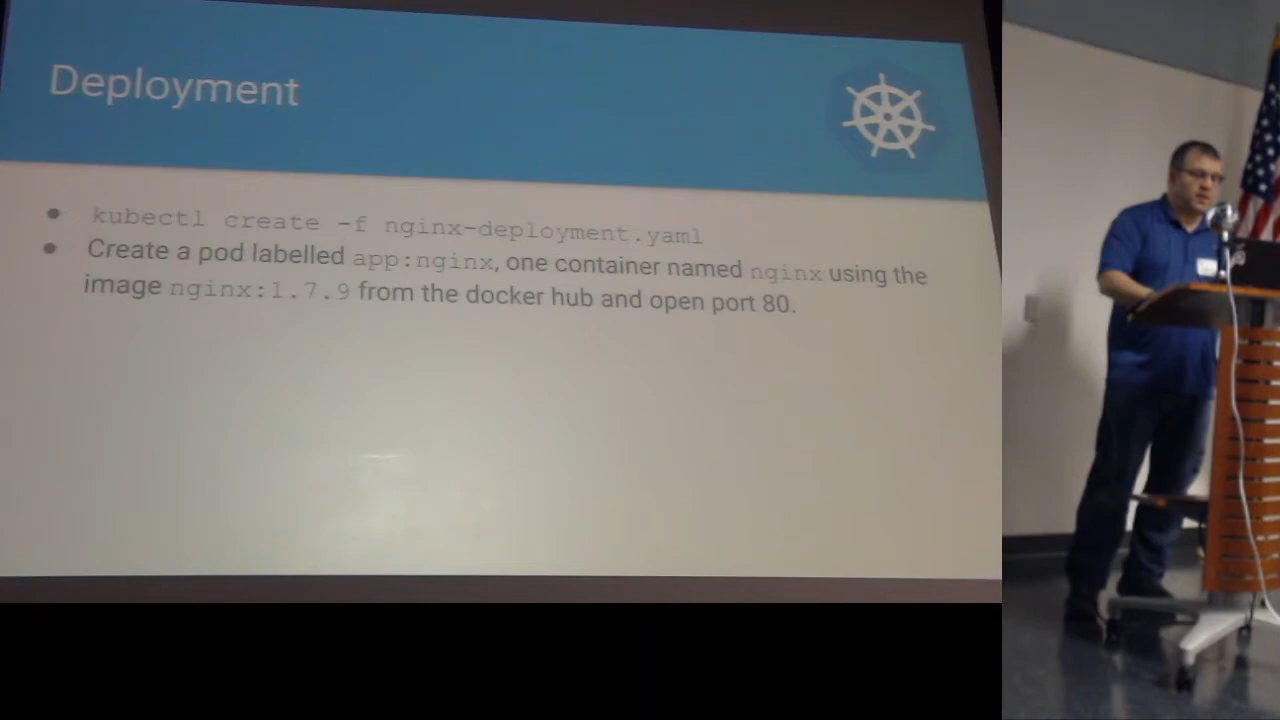 Deployment
● kubectl create -f nginx-deployment.yaml
● Create a pod labelled app:nginx, one container named nginx using the
image nginx:1.7.9 from the docker hub and open port 80.